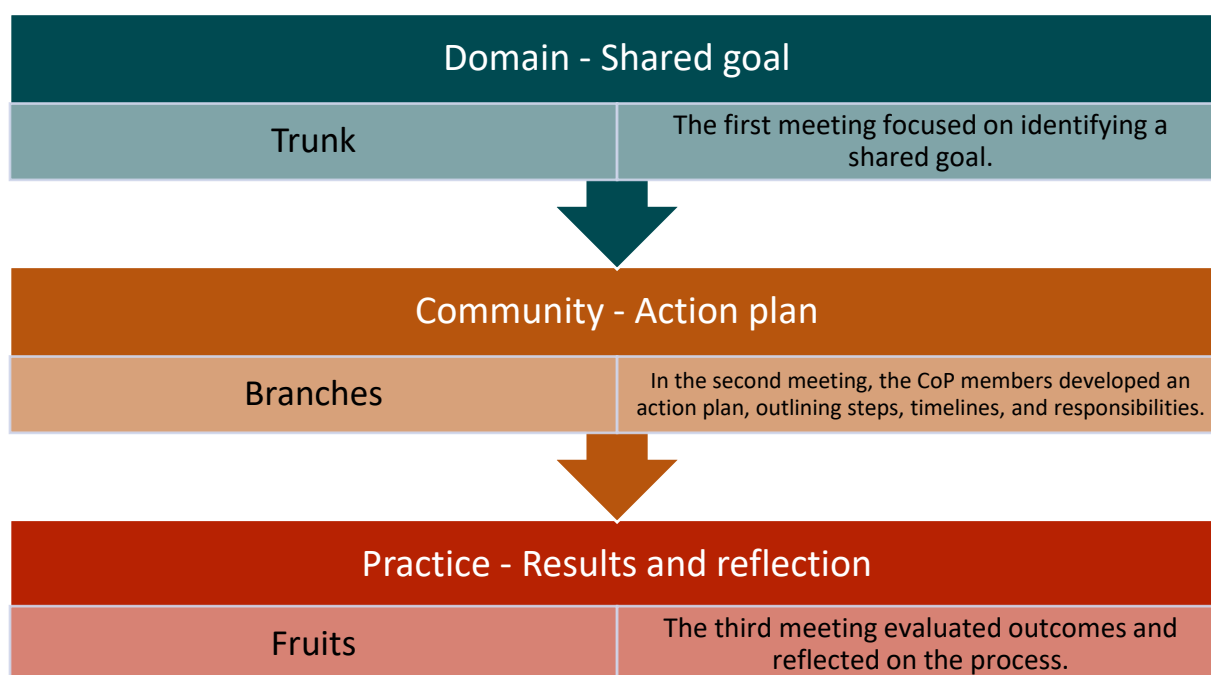 Domain - Shared goal
Trunk
The first meeting focused on identifying a
shared goal.
Community - Action plan
Branches
In the second meeting, the CoP members developed an
action plan, outlining steps, timelines, and responsibilities.
Practice - Results and reflection
Fruits
The third meeting evaluated outcomes and
reflected on the process.